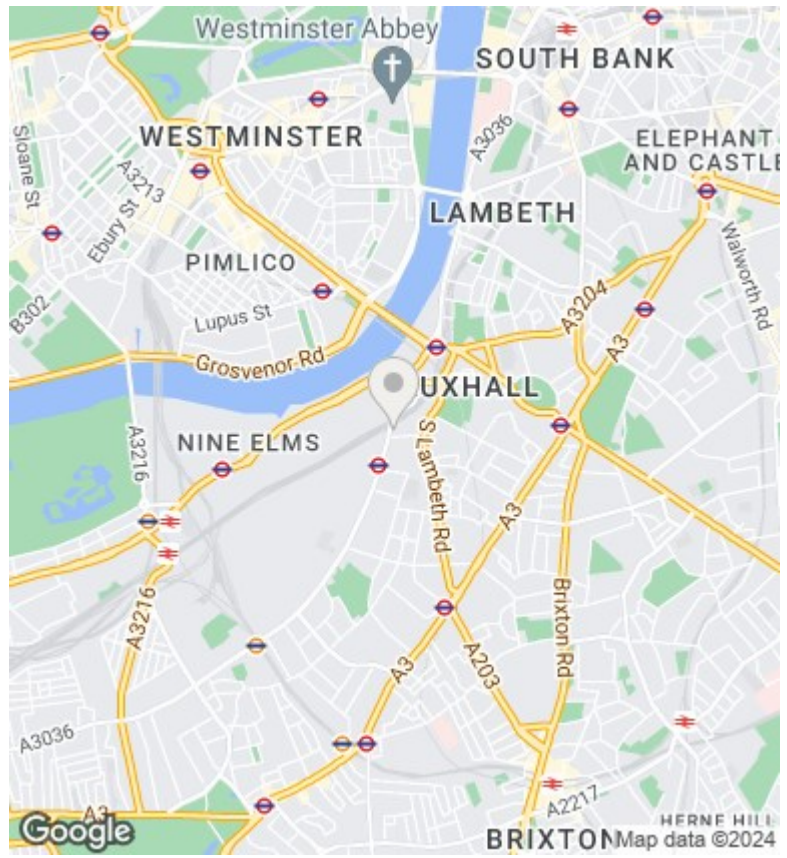 Westminster Abbey
SOUTH BANK
A3036
WESTMINSTER
ELEPHANT
AND CASTLE
Sloane St
A3213
Ebury St
LAMBETH
Walworth Rd
PIMLICO
B302
Lupus St
A3204
A3
Grosvenor Rd
UXHALL
A3216
NINE ELMS
S Lambeth Rd
A3
A3216
Brixton Rd
A3
A203
A3036
A2217
A3
HERNE HILL
Google
BRIXTON
Map data ©2024